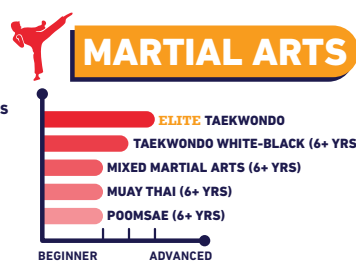 MARTIAL ARTS
S
ELITE TAEKWONDO
TAEKWONDO WHITE-BLACK (6+ YRS
MIXED MARTIAL ARTS (6+ YRS)
MUAY THAI (6+ YRS)
POOMSAE (6+ YRS)
BEGINNER ADVANCED